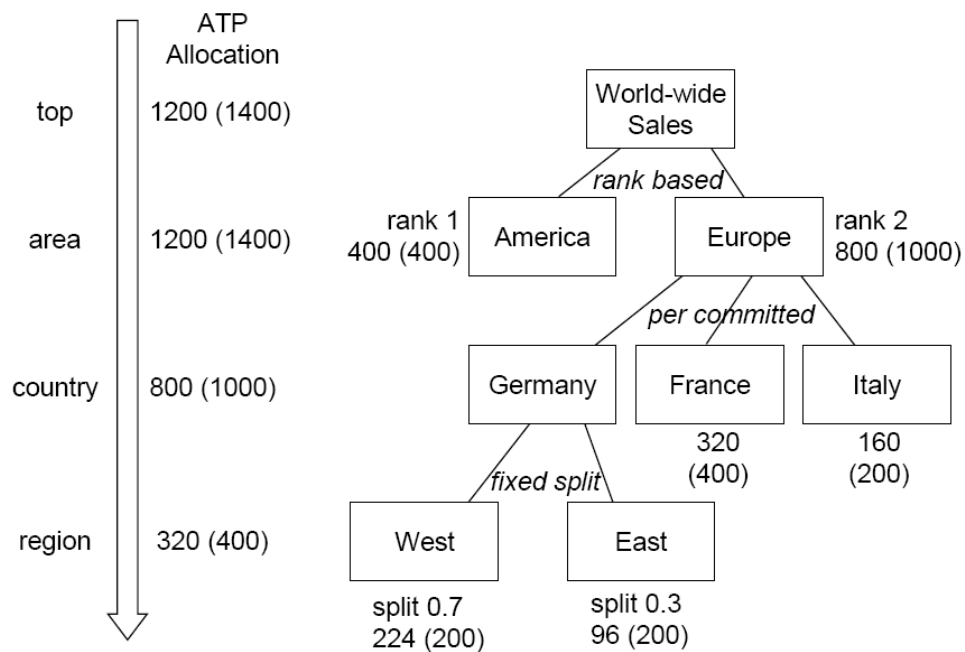 ATP
Allocation
top
1200 (1400)
World-wide
Sales
rank based
area
1200 (1400)
rank 1
400 (400)
America
Europe
rank 2
800 (1000)
per committed
country
800 (1000)
Germany
France
Italy
320
(400)
160
(200)
fixed split
region
320 (400)
West
East
split 0.7
224 (200)
split 0.3
96 (200)